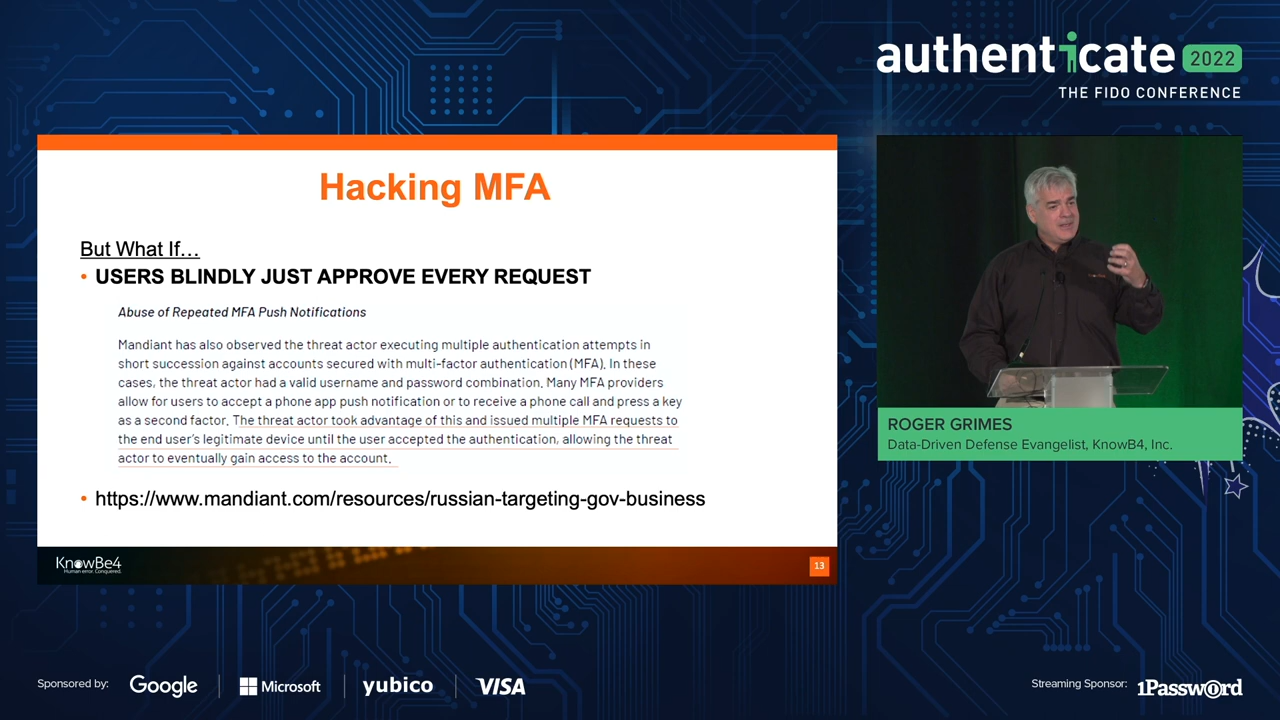 authenticate 2022
THE FIDO CONFERENCE
Hacking MFA
But What If…
• USERS BLINDLY JUST APPROVE EVERY REQUEST
Abuse of Repeated MFA Push Notifications
Mandiant has also observed the threat actor executing multiple authentication attempts in
short succession against accounts secured with multi-factor authentication (MFA). In these
cases, the threat actor had a valid username and password combination. Many MFA providers
allow for users to accept a phone app push notification or to receive a phone call and press a key
as a second factor. The threat actor took advantage of this and issued multiple MFA requests to
the end user's legitimate device until the user accepted the authentication, allowing the threat
actor to eventually gain access to the account.
• https://www.mandiant.com/resources/russian-targeting-gov-business
KnowBe4
Human error. Conquered.
13
ROGER GRIMES
Data-Driven Defense Evangelist, KnowB4, Inc.
Sponsored by: Google Microsoft yubico VISA
Streaming Sponsor: 1Password